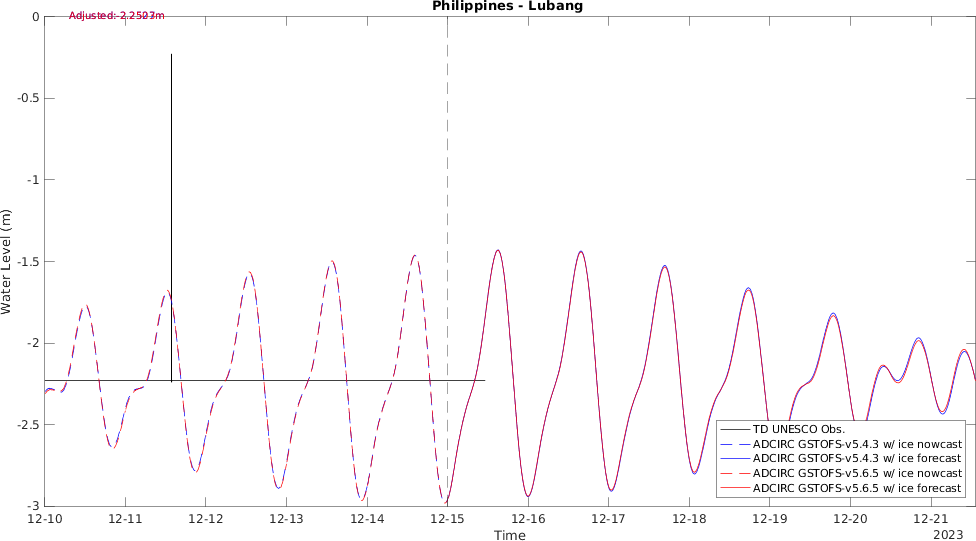 Philippines - Lubang
Adjusted:-2.2523m
0
-0.5
-1
-1.5
-2
-2.5
-3
Water Level (m)
12-10
12-11
12-12
12-13
12-14
12-15
12-16
12-17
12-18
12-19
12-20
12-21
Time
2023
TD UNESCO Obs.
ADCIRC GSTOFS-v5.4.3 w/ ice nowcast
ADCIRC GSTOFS-v5.4.3 w/ ice forecast
ADCIRC GSTOFS-v5.6.5 w/ ice nowcast
ADCIRC GSTOFS-v5.6.5 w/ ice forecast